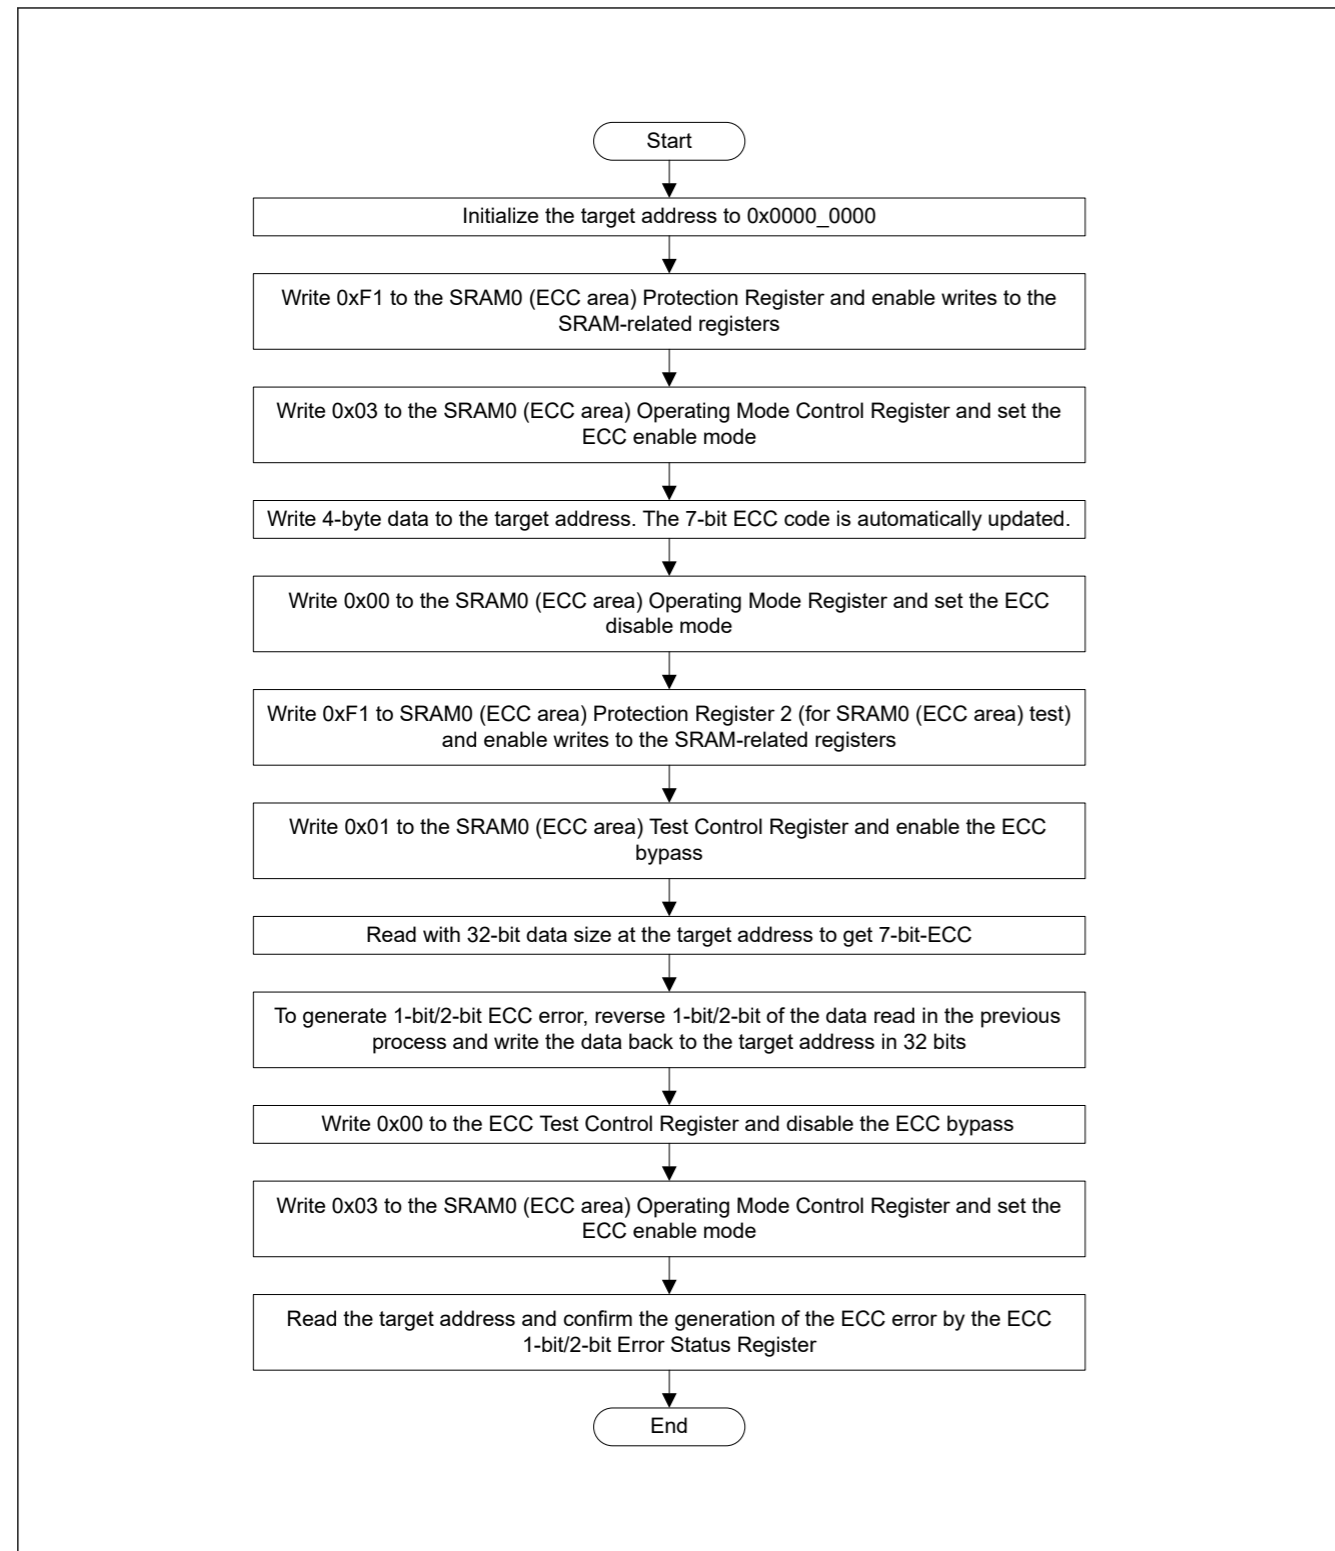 Start
Initialize the target address to 0x0000_0000
Write 0xF1 to the SRAM0 (ECC area) Protection Register and enable writes to the
SRAM-related registers
Write 0x03 to the SRAM0 (ECC area) Operating Mode Control Register and set the
ECC enable mode
Write 4-byte data to the target address. The 7-bit ECC code is automatically updated.
Write 0x00 to the SRAM0 (ECC area) Operating Mode Register and set the ECC
disable mode
Write 0xF1 to SRAM0 (ECC area) Protection Register 2 (for SRAM0 (ECC area) test)
and enable writes to the SRAM-related registers
Write 0x01 to the SRAM0 (ECC area) Test Control Register and enable the ECC
bypass
Read with 32-bit data size at the target address to get 7-bit-ECC
To generate 1-bit/2-bit ECC error, reverse 1-bit/2-bit of the data read in the previous
process and write the data back to the target address in 32 bits
Write 0x00 to the ECC Test Control Register and disable the ECC bypass
Write 0x03 to the SRAM0 (ECC area) Operating Mode Control Register and set the
ECC enable mode
Read the target address and confirm the generation of the ECC error by the ECC
1-bit/2-bit Error Status Register
End